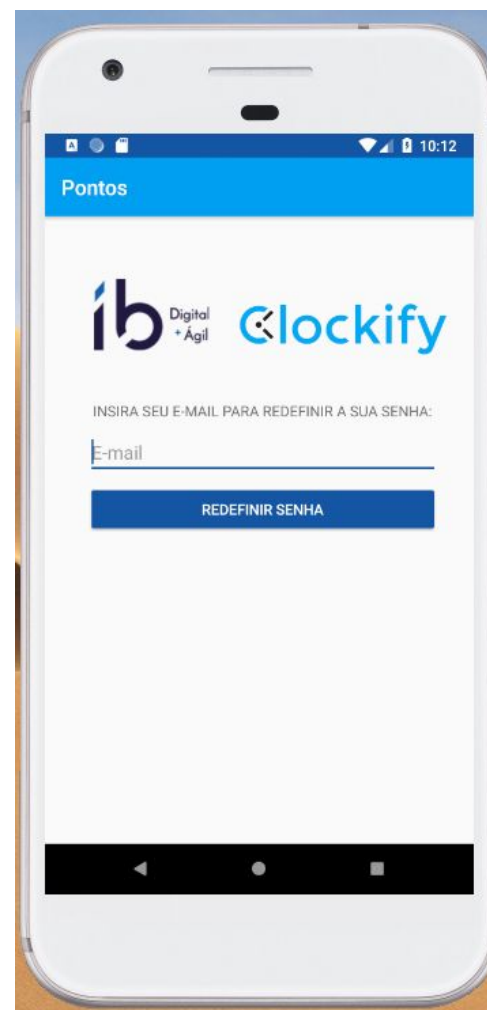 10:12
Pontos
ib Digital
+ Ágil
Clockify
INSIRA SEU E-MAIL PARA REDEFINIR A SUA SENHA:
E-mail
REDEFINIR SENHA